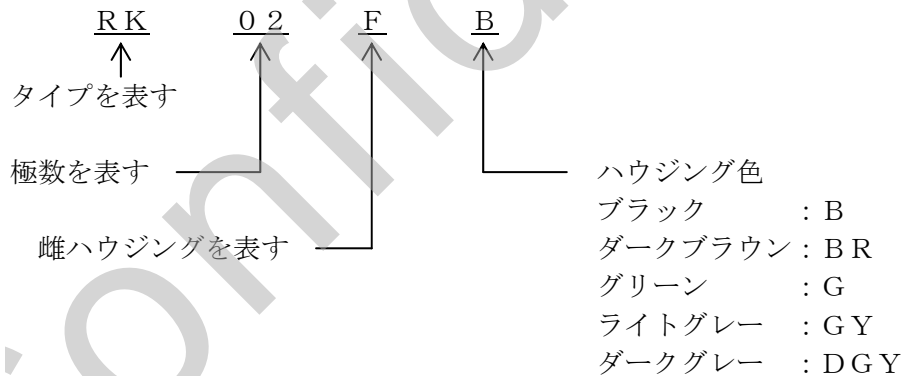 ＲＫ　０２　Ｆ　Ｂ
タイプを表す
極数を表す
雌ハウジングを表す
ハウジング色
ブラック　：Ｂ
ダークブラウン：ＢＲ
グリーン　：Ｇ
ライトグレー　：ＧＹ
ダークグレー　：ＤＧＹ